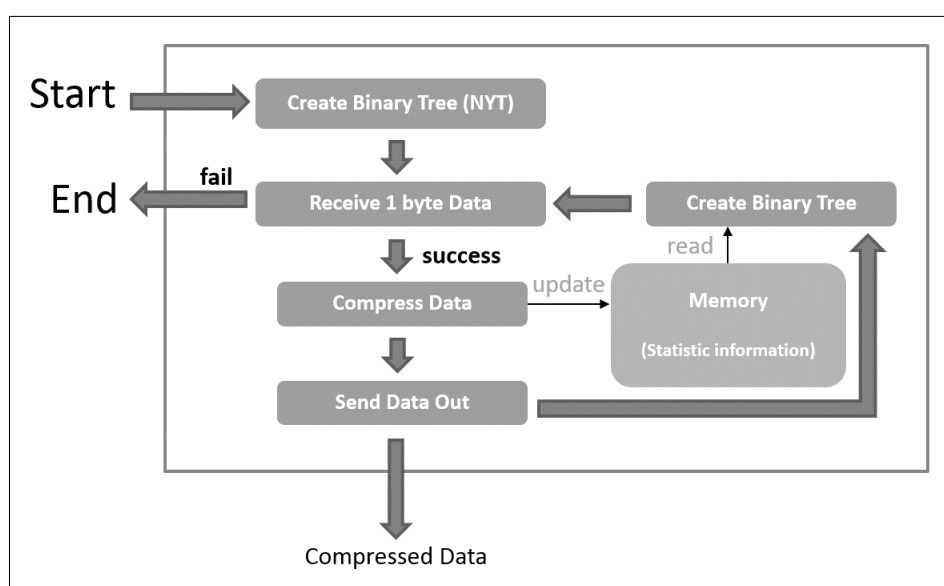 Start
Create Binary Tree (NYT)
End
fail
Receive 1 byte Data
Create Binary Tree
success
read
update
Compress Data
Memory
(Statistic information)
Send Data Out
Compressed Data